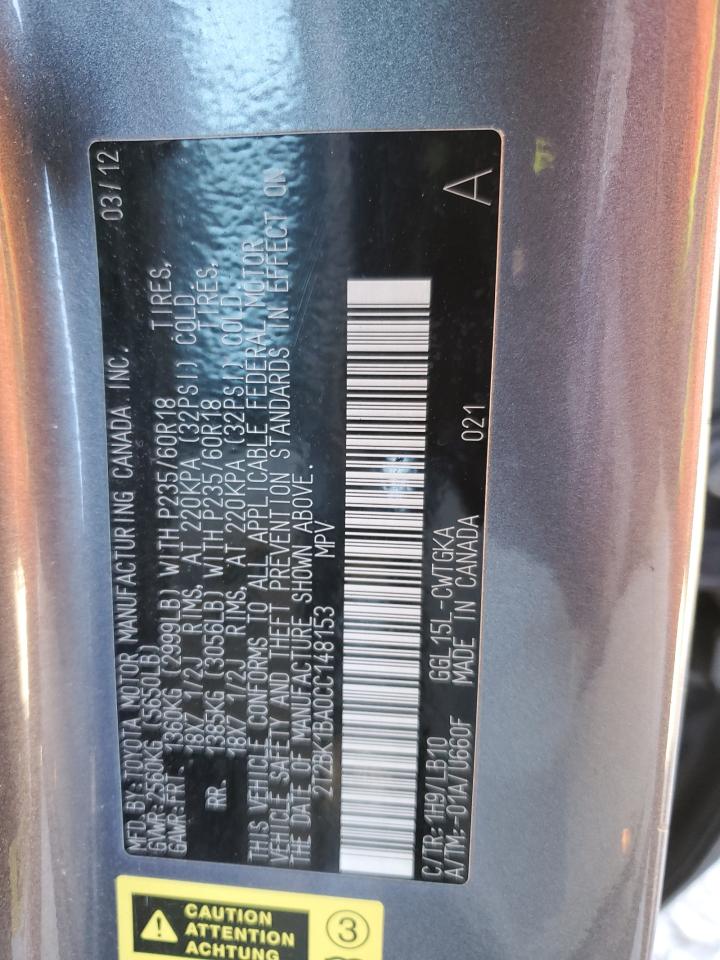 MFD.BY:TOYOTA MOTOR MANUFACTURING CANADA INC. 03/12
GVWR:2560KG (5650LB)
GAWR:FRT 1360KG (2999LB) WITH P235/60R18 TIRES,
18X7 1/2J RIMS, AT 220KPA (32PSI) COLD.
RR. 1385KG (3056LB) WITH P235/60R18 TIRES,
18X7 1/2J RIMS, AT 220KPA (32PSI) COLD.
THIS VEHICLE CONFORMS TO ALL APPLICABLE FEDERAL MOTOR
VEHICLE SAFETY AND THEFT PREVENTION STANDARDS IN EFFECT ON
THE DATE OF MANUFACTURE SHOWN ABOVE.
2T2BK1BA0CC148153 MPV
C/TR:1H9/LB10 GGL15L-CWTGKA 021 A
A/TM:-01A/U660F MADE IN CANADA
CAUTION
ATTENTION
ACHTUNG
3